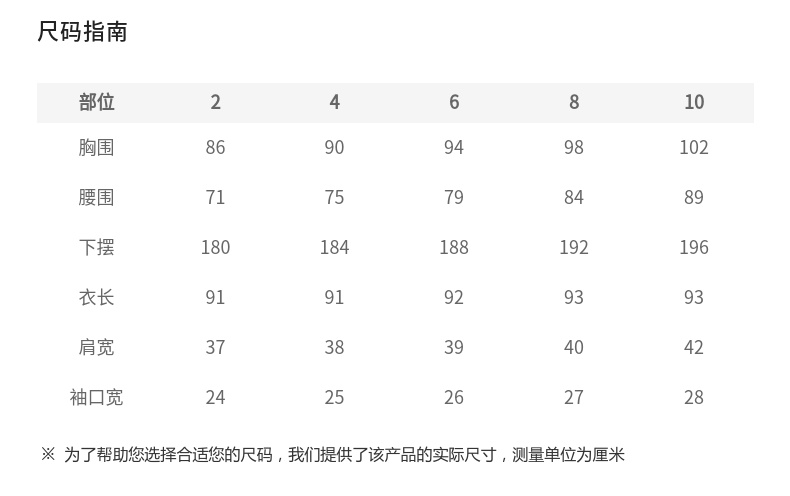 尺码指南
部位 2 4 6 8 10
胸围 86 90 94 98 102
腰围 71 75 79 84 89
下摆 180 184 188 192 196
衣长 91 91 92 93 93
肩宽 37 38 39 40 42
袖口宽 24 25 26 27 28
※ 为了帮助您选择合适您的尺码，我们提供了该产品的实际尺寸，测量单位为厘米